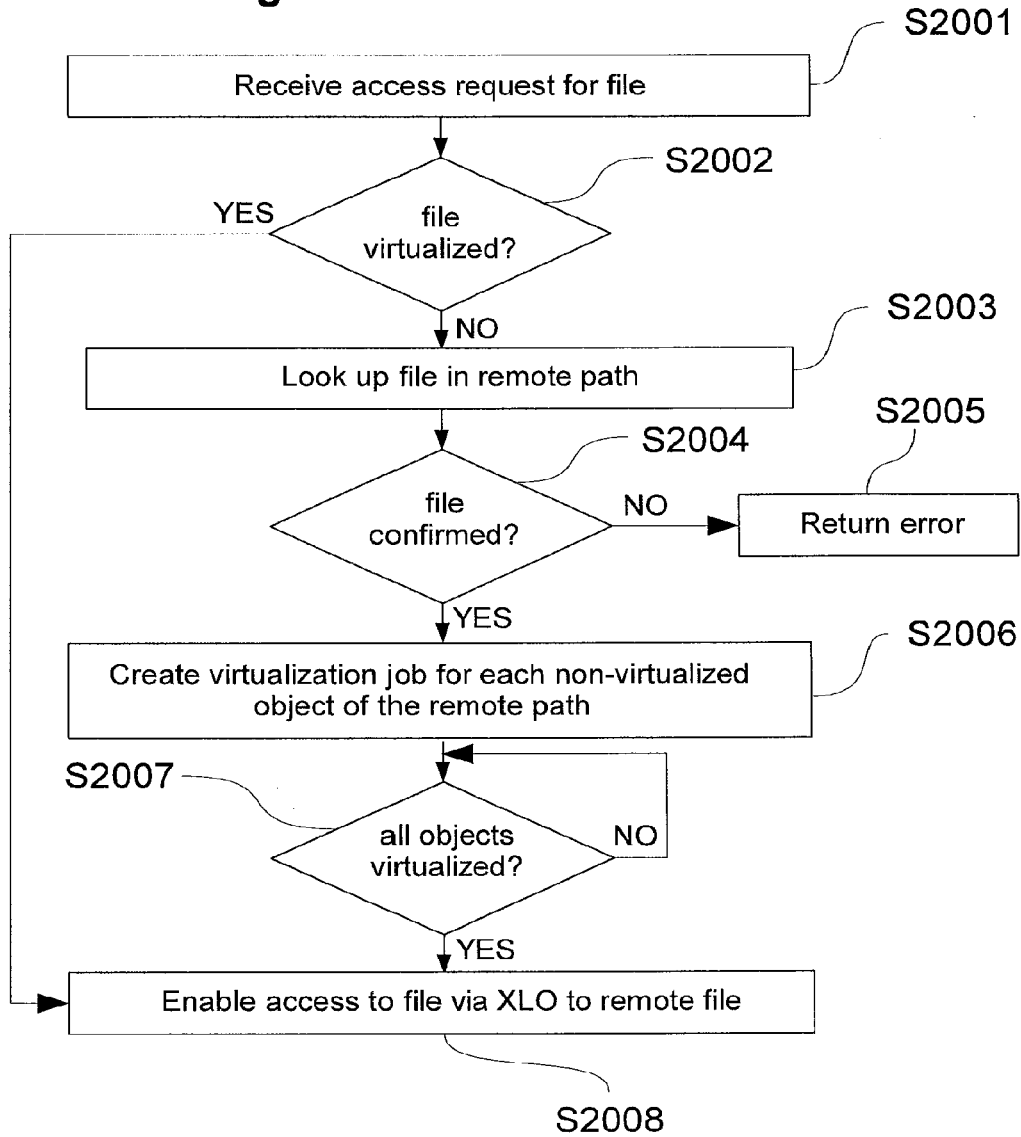 S2001
Receive access request for file
S2002
YES
file
virtualized?
S2003
NO
Look up file in remote path
S2005
S2004
file
confirmed?
NO
Return error
YES
S2006
Create virtualization job for each non-virtualized
object of the remote path
S2007
all objects
virtualized?
NO
YES
Enable access to file via XLO to remote file
S2008